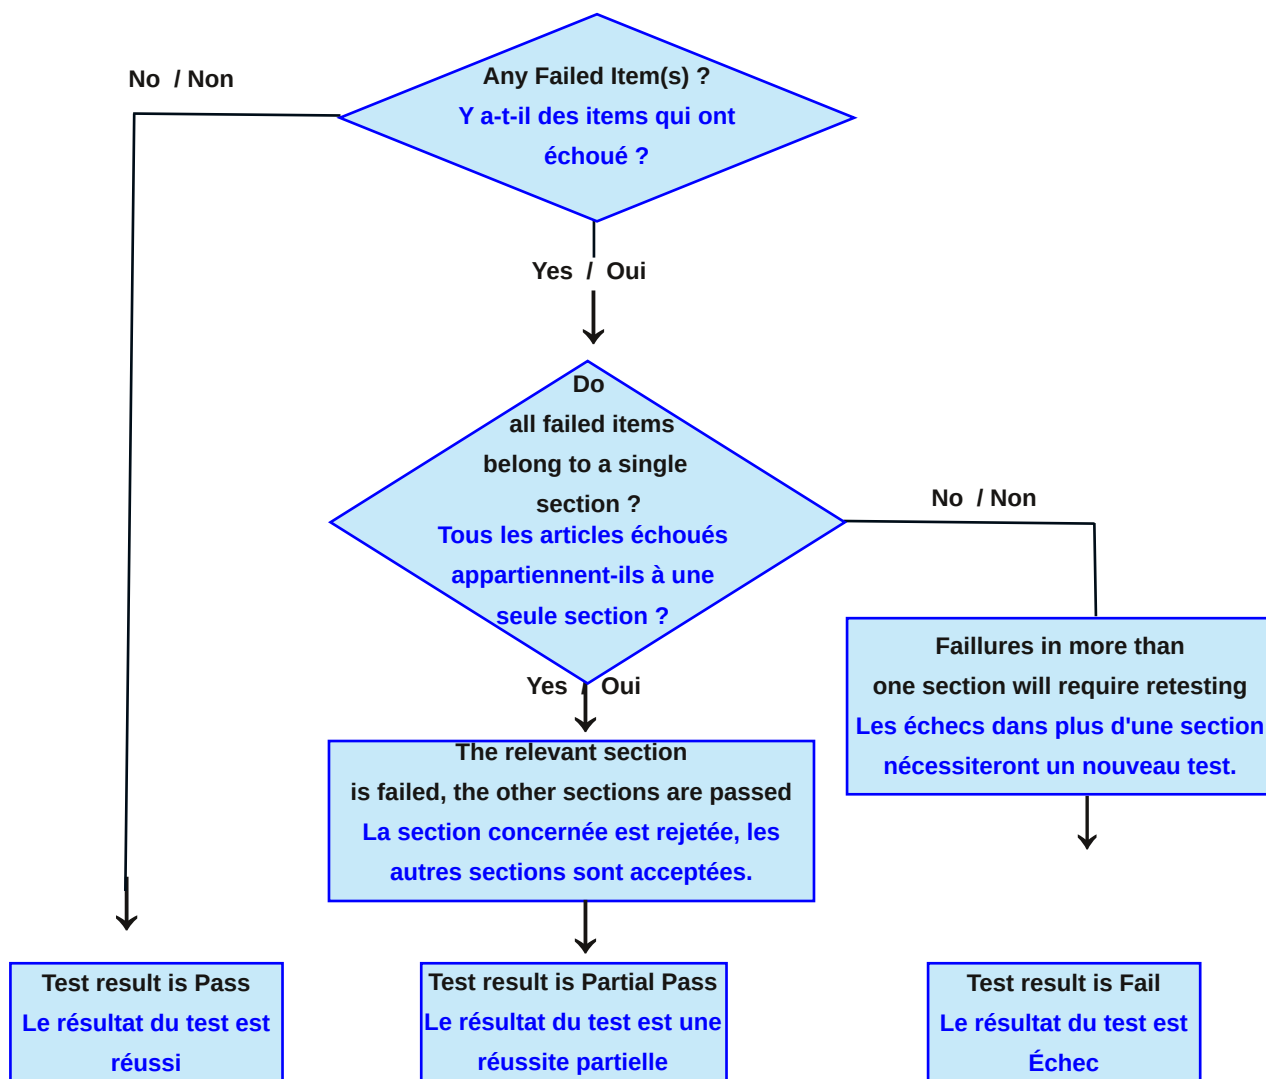 No / Non
Any Failed Item(s) ?
Y a-t-il des items qui ont
échoué ?
Yes / Oui
Do
all failed items
belong to a single
section ?
Tous les articles échoués
appartiennent-ils à une
seule section ?
No / Non
Yes / Oui
Faillures in more than
one section will require retesting
Les échecs dans plus d'une section
nécessiteront un nouveau test.
The relevant section
is failed, the other sections are passed
La section concernée est rejetée, les
autres sections sont acceptées.
Test result is Pass
Le résultat du test est
réussi
Test result is Partial Pass
Le résultat du test est une
réussite partielle
Test result is Fail
Le résultat du test est
Échec